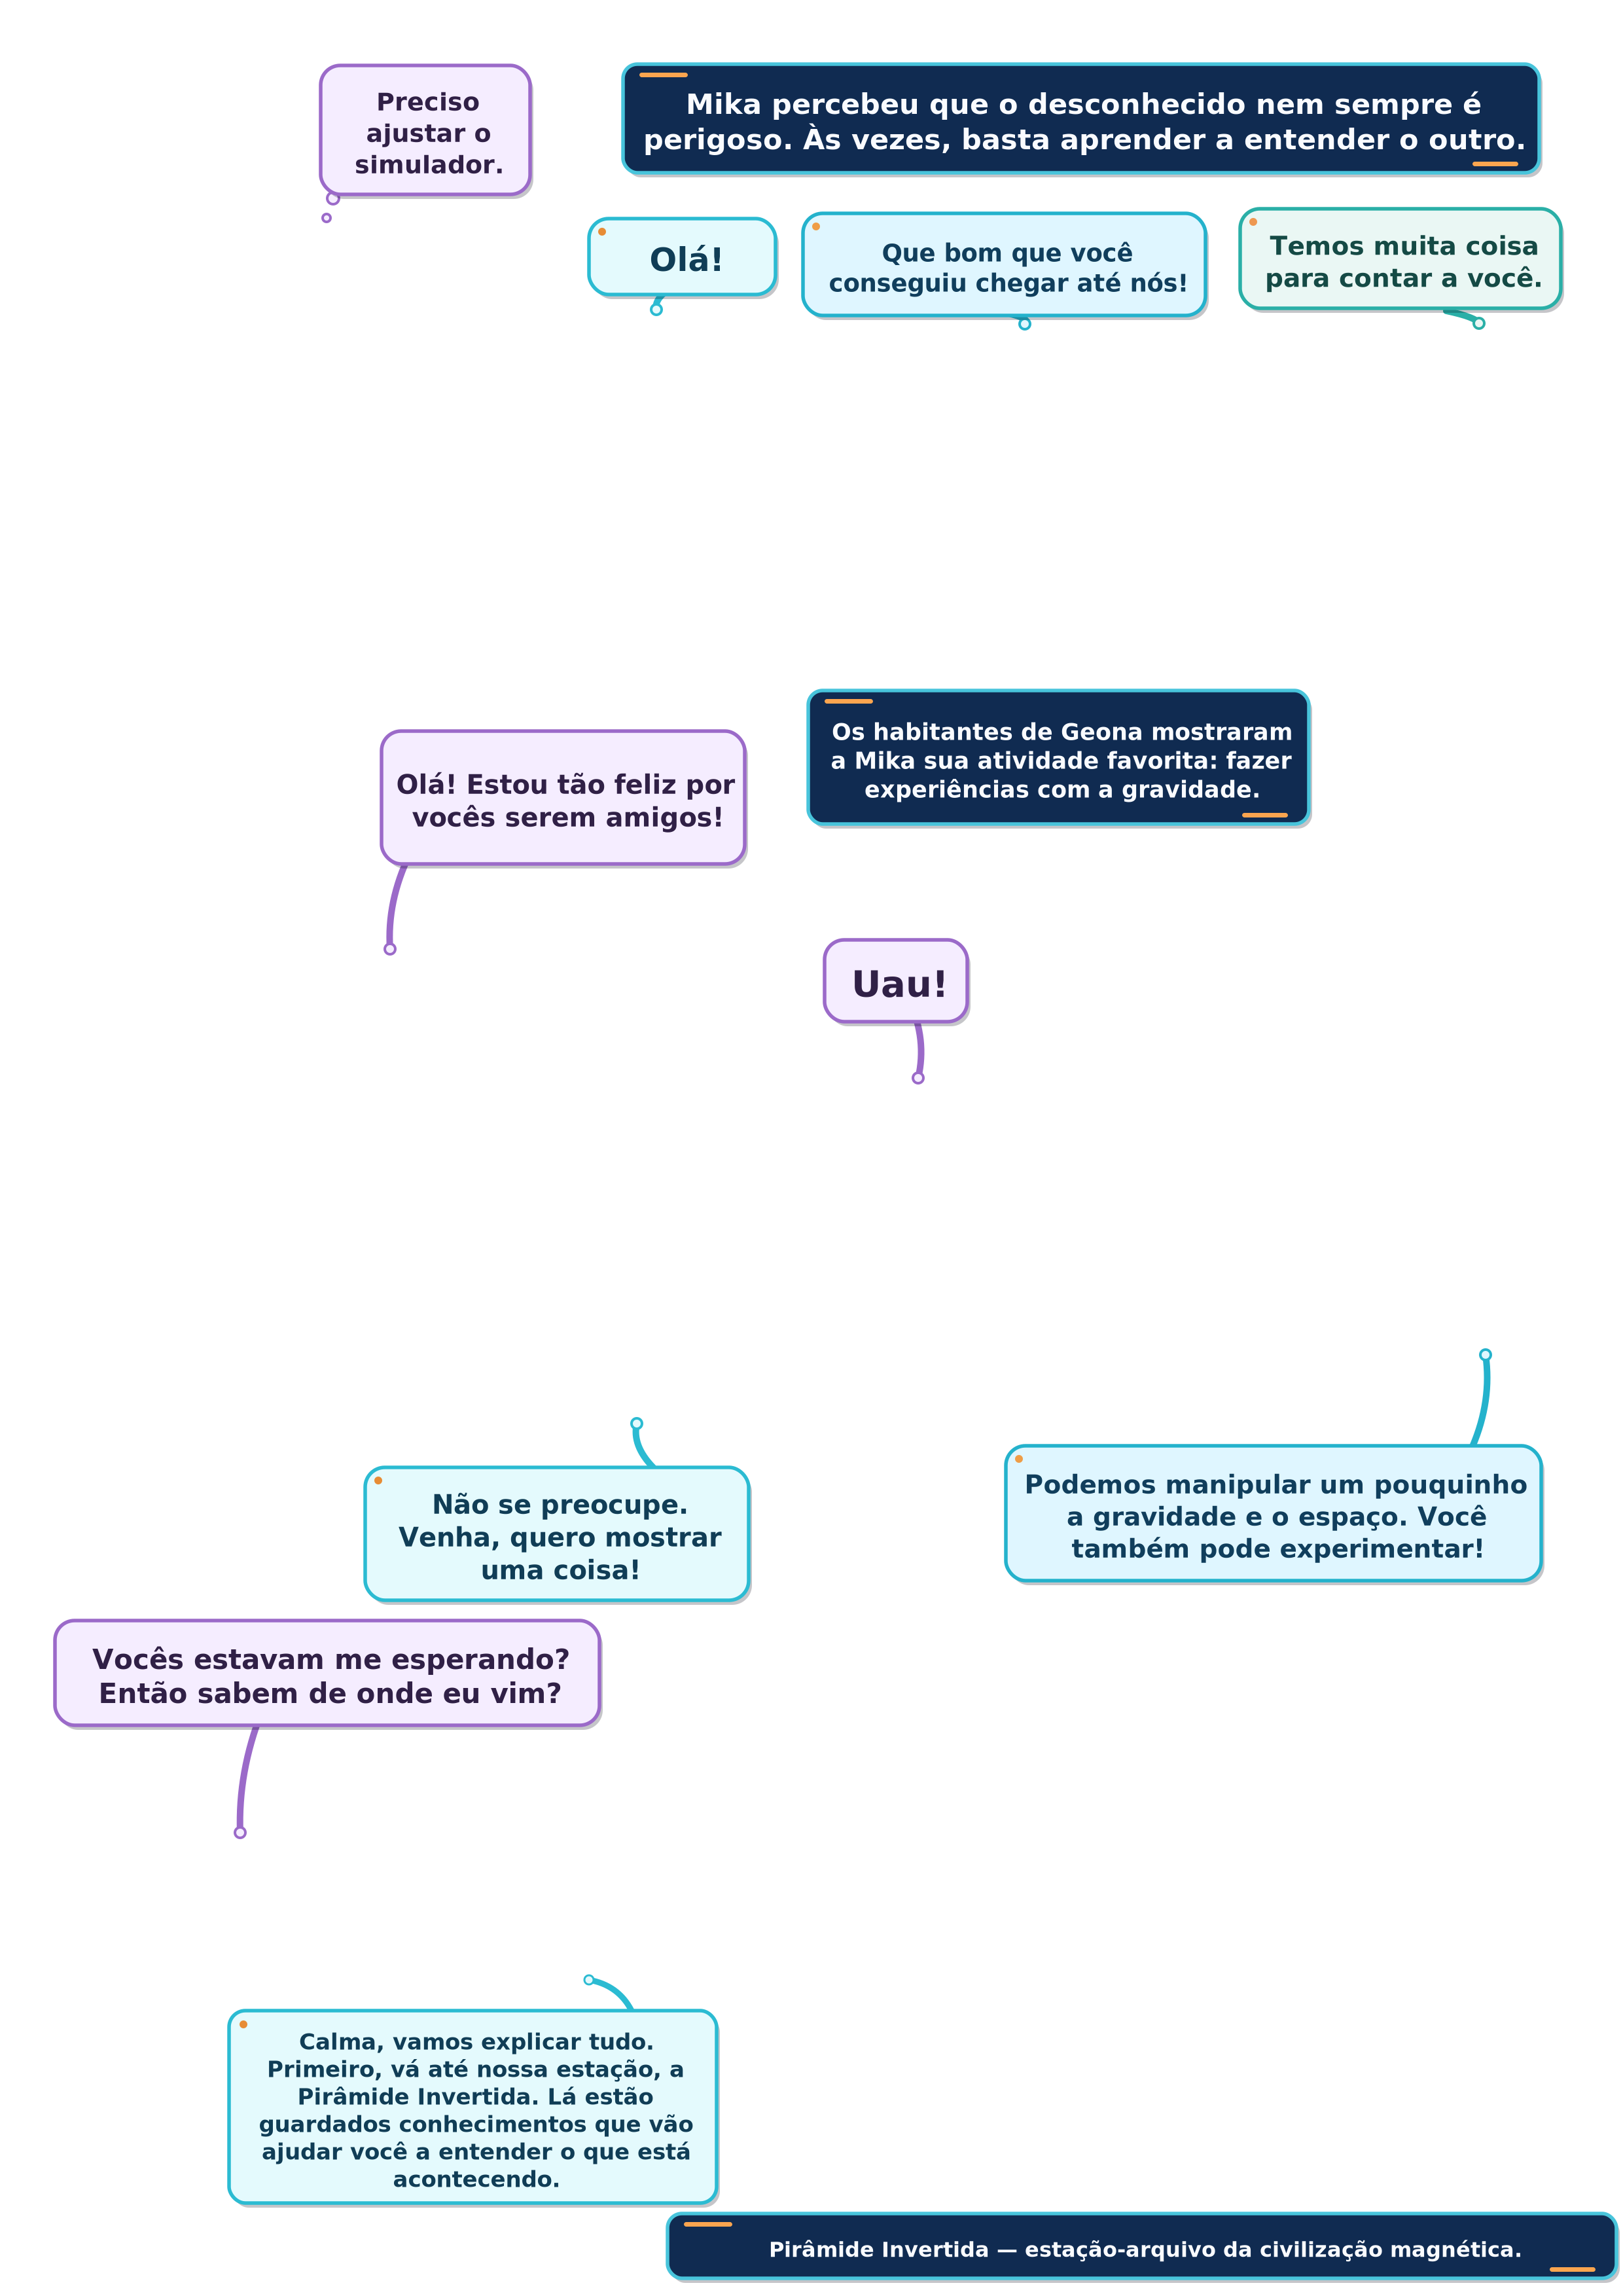 Preciso
ajustar o
simulador.
Mika percebeu que o desconhecido nem sempre é
perigoso. Às vezes, basta aprender a entender o outro.
Olá!
Que bom que você
conseguiu chegar até nós!
Temos muita coisa
para contar a você.
Olá! Estou tão feliz por
vocês serem amigos!
Os habitantes de Geona mostraram
a Mika sua atividade favorita: fazer
experiências com a gravidade.
Uau!
Não se preocupe.
Venha, quero mostrar
uma coisa!
Podemos manipular um pouquinho
a gravidade e o espaço. Você
também pode experimentar!
Vocês estavam me esperando?
Então sabem de onde eu vim?
Calma, vamos explicar tudo.
Primeiro, vá até nossa estação, a
Pirâmide Invertida. Lá estão
guardados conhecimentos que vão
ajudar você a entender o que está
acontecendo.
Pirâmide Invertida — estação-arquivo da civilização magnética.